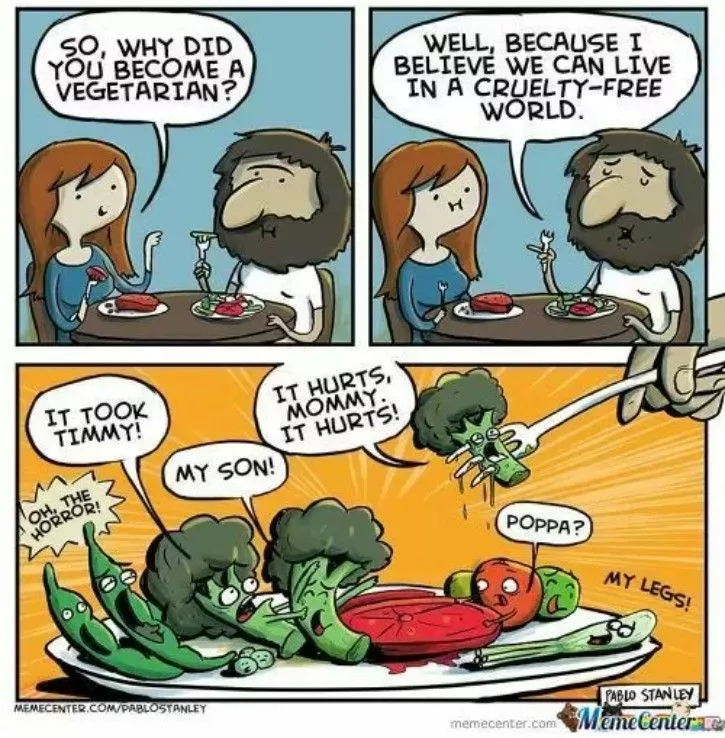 SO, WHY DID
YOU BECOME A
VEGETARIAN?
WELL, BECAUSE I
BELIEVE WE CAN LIVE
IN A CRUELTY-FREE
WORLD.
IT TOOK
TIMMY!
MY SON!
IT HURTS,
MOMMY.
IT HURTS!
OH, THE
HORROR!
POPPA?
MY LEGS!
PABLO STANLEY
MEMECENTER.COM/PABLOSTANLEY
memecenter.com MemeCenter